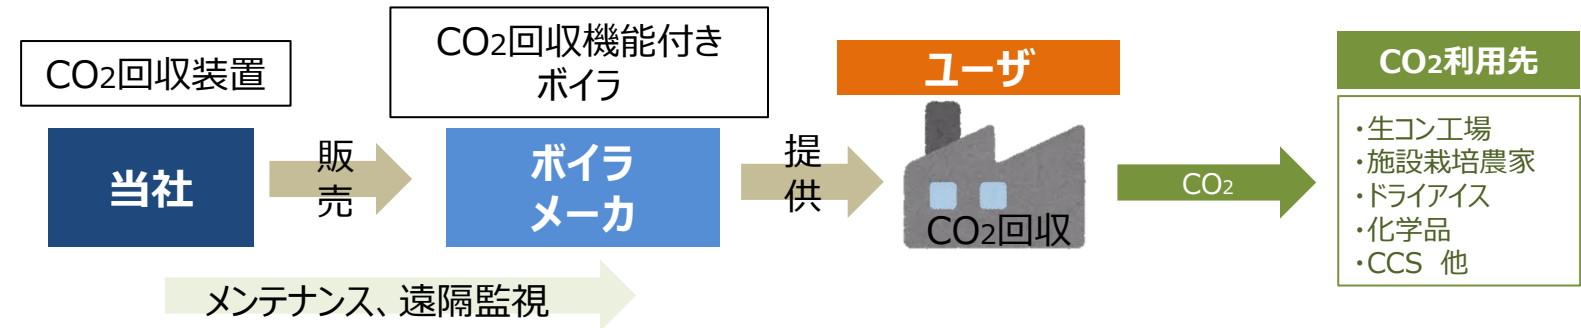 CO2回収装置
当社
販
売
CO2回収機能付き
ボイラ
ボイラ
メーカ
提
供
ユーザ
CO2回収
CO2
CO2利用先
・生コン工場
・施設栽培農家
・ドライアイス
・化学品
・CCS 他
メンテナンス、遠隔監視